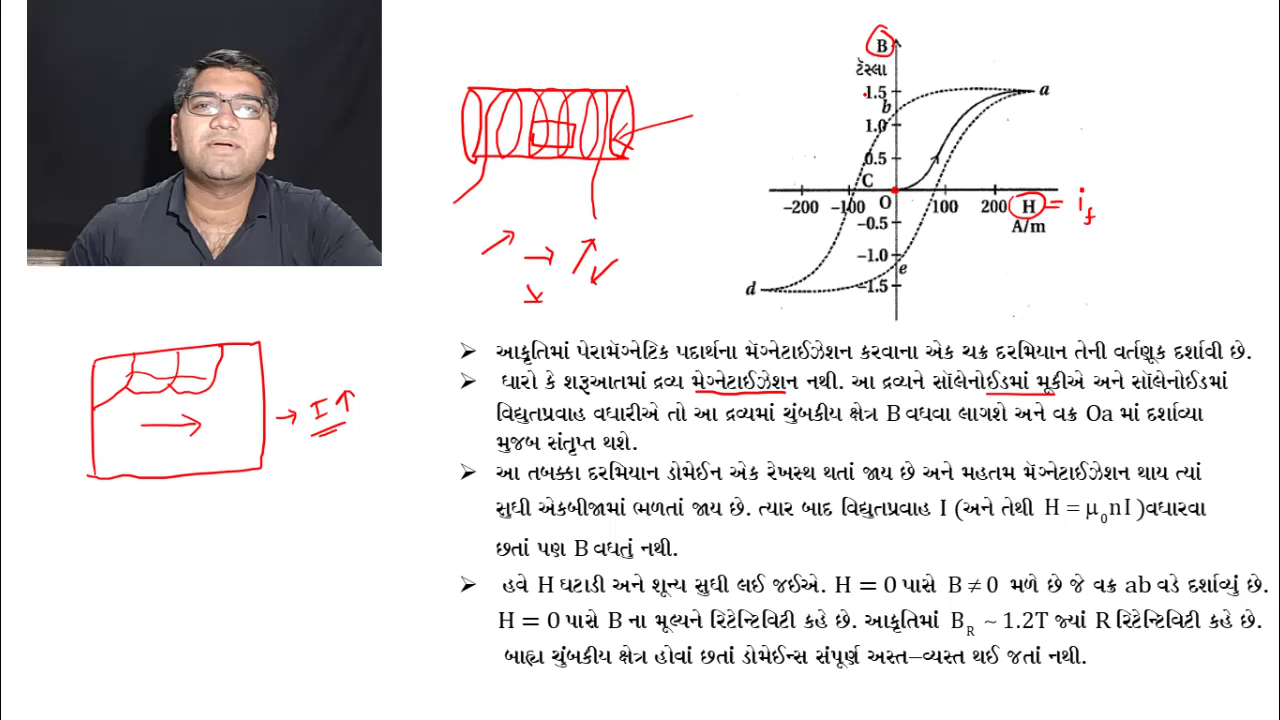 B
ટૅસ્લા
1.5
b
a
1.0
0.5
C
O
–200 –100 100 200 H = i_f
A/m
–0.5
–1.0
e
d
–1.5
I ↑
➢ આકૃતિમાં પેરામૅગ્નેટિક પદાર્થના મૅગ્નેટાઈઝેશન કરવાના એક ચક્ર દરમિયાન તેની વર્તણૂક દર્શાવી છે.
➢ ધારો કે શરૂઆતમાં દ્રવ્ય મેગ્નેટાઈઝેશન નથી. આ દ્રવ્યને સૉલેનોઈડમાં મૂકીએ અને સૉલેનોઈડમાં
વિદ્યુતપ્રવાહ વધારીએ તો આ દ્રવ્યમાં ચુંબકીય ક્ષેત્ર B વધવા લાગશે અને વક્ર Oa માં દર્શાવ્યા
મુજબ સંતૃપ્ત થશે.
➢ આ તબક્કા દરમિયાન ડોમેઈન એક રેખસ્થ થતાં જાય છે અને મહતમ મૅગ્નેટાઈઝેશન થાય ત્યાં
સુધી એકબીજામાં ભળતાં જાય છે. ત્યાર બાદ વિદ્યુતપ્રવાહ I (અને તેથી H = μ₀nI) વધારવા
છતાં પણ B વધતું નથી.
➢ હવે H ઘટાડી અને શૂન્ય સુધી લઈ જઈએ. H = 0 પાસે B ≠ 0 મળે છે જે વક્ર ab વડે દર્શાવ્યું છે.
H = 0 પાસે B ના મૂલ્યને રિટેન્ટિવિટી કહે છે. આકૃતિમાં B_R ~ 1.2T જ્યાં R રિટેન્ટિવિટી કહે છે.
બાહ્ય ચુંબકીય ક્ષેત્ર હોવાં છતાં ડોમેઈન્સ સંપૂર્ણ અસ્ત–વ્યસ્ત થઈ જતાં નથી.